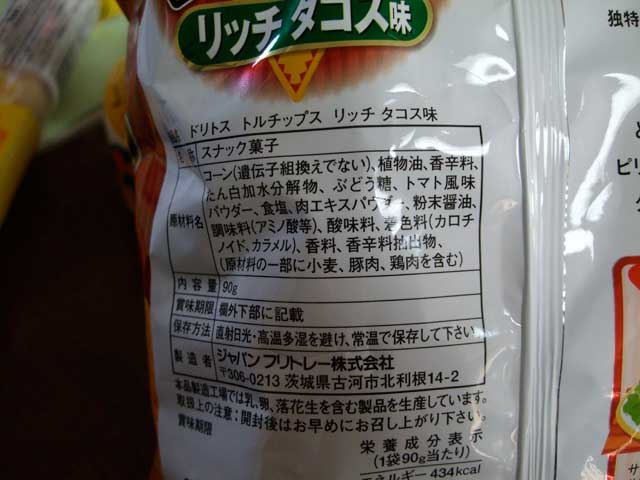 リッチ タコス味
独特
ドリトス トルチップス リッチ タコス味
スナック菓子
コーン(遺伝子組換えでない)、植物油、香辛料、
たん白加水分解物、ぶどう糖、トマト風味
パウダー、食塩、肉エキスパウダー、粉末醤油、
原材料名
調味料(アミノ酸等)、酸味料、着色料(カロチ
ノイド、カラメル)、香料、香辛料抽出物、
(原材料の一部に小麦、豚肉、鶏肉を含む)
内容量 90g
賞味期限 欄外下部に記載
保存方法 直射日光・高温多湿を避け、常温で保存して下さい
製造者 ジャパンフリトレー株式会社
〒306-0213 茨城県古河市北利根14-2
本品製造工場では乳、卵、落花生を含む製品を生産しています。
取扱上の注意:開封後はお早めにお召し上がり下さい。
賞味期限
栄養成分表示
(1袋90g当たり)
エネルギー 434kcal
ピリ